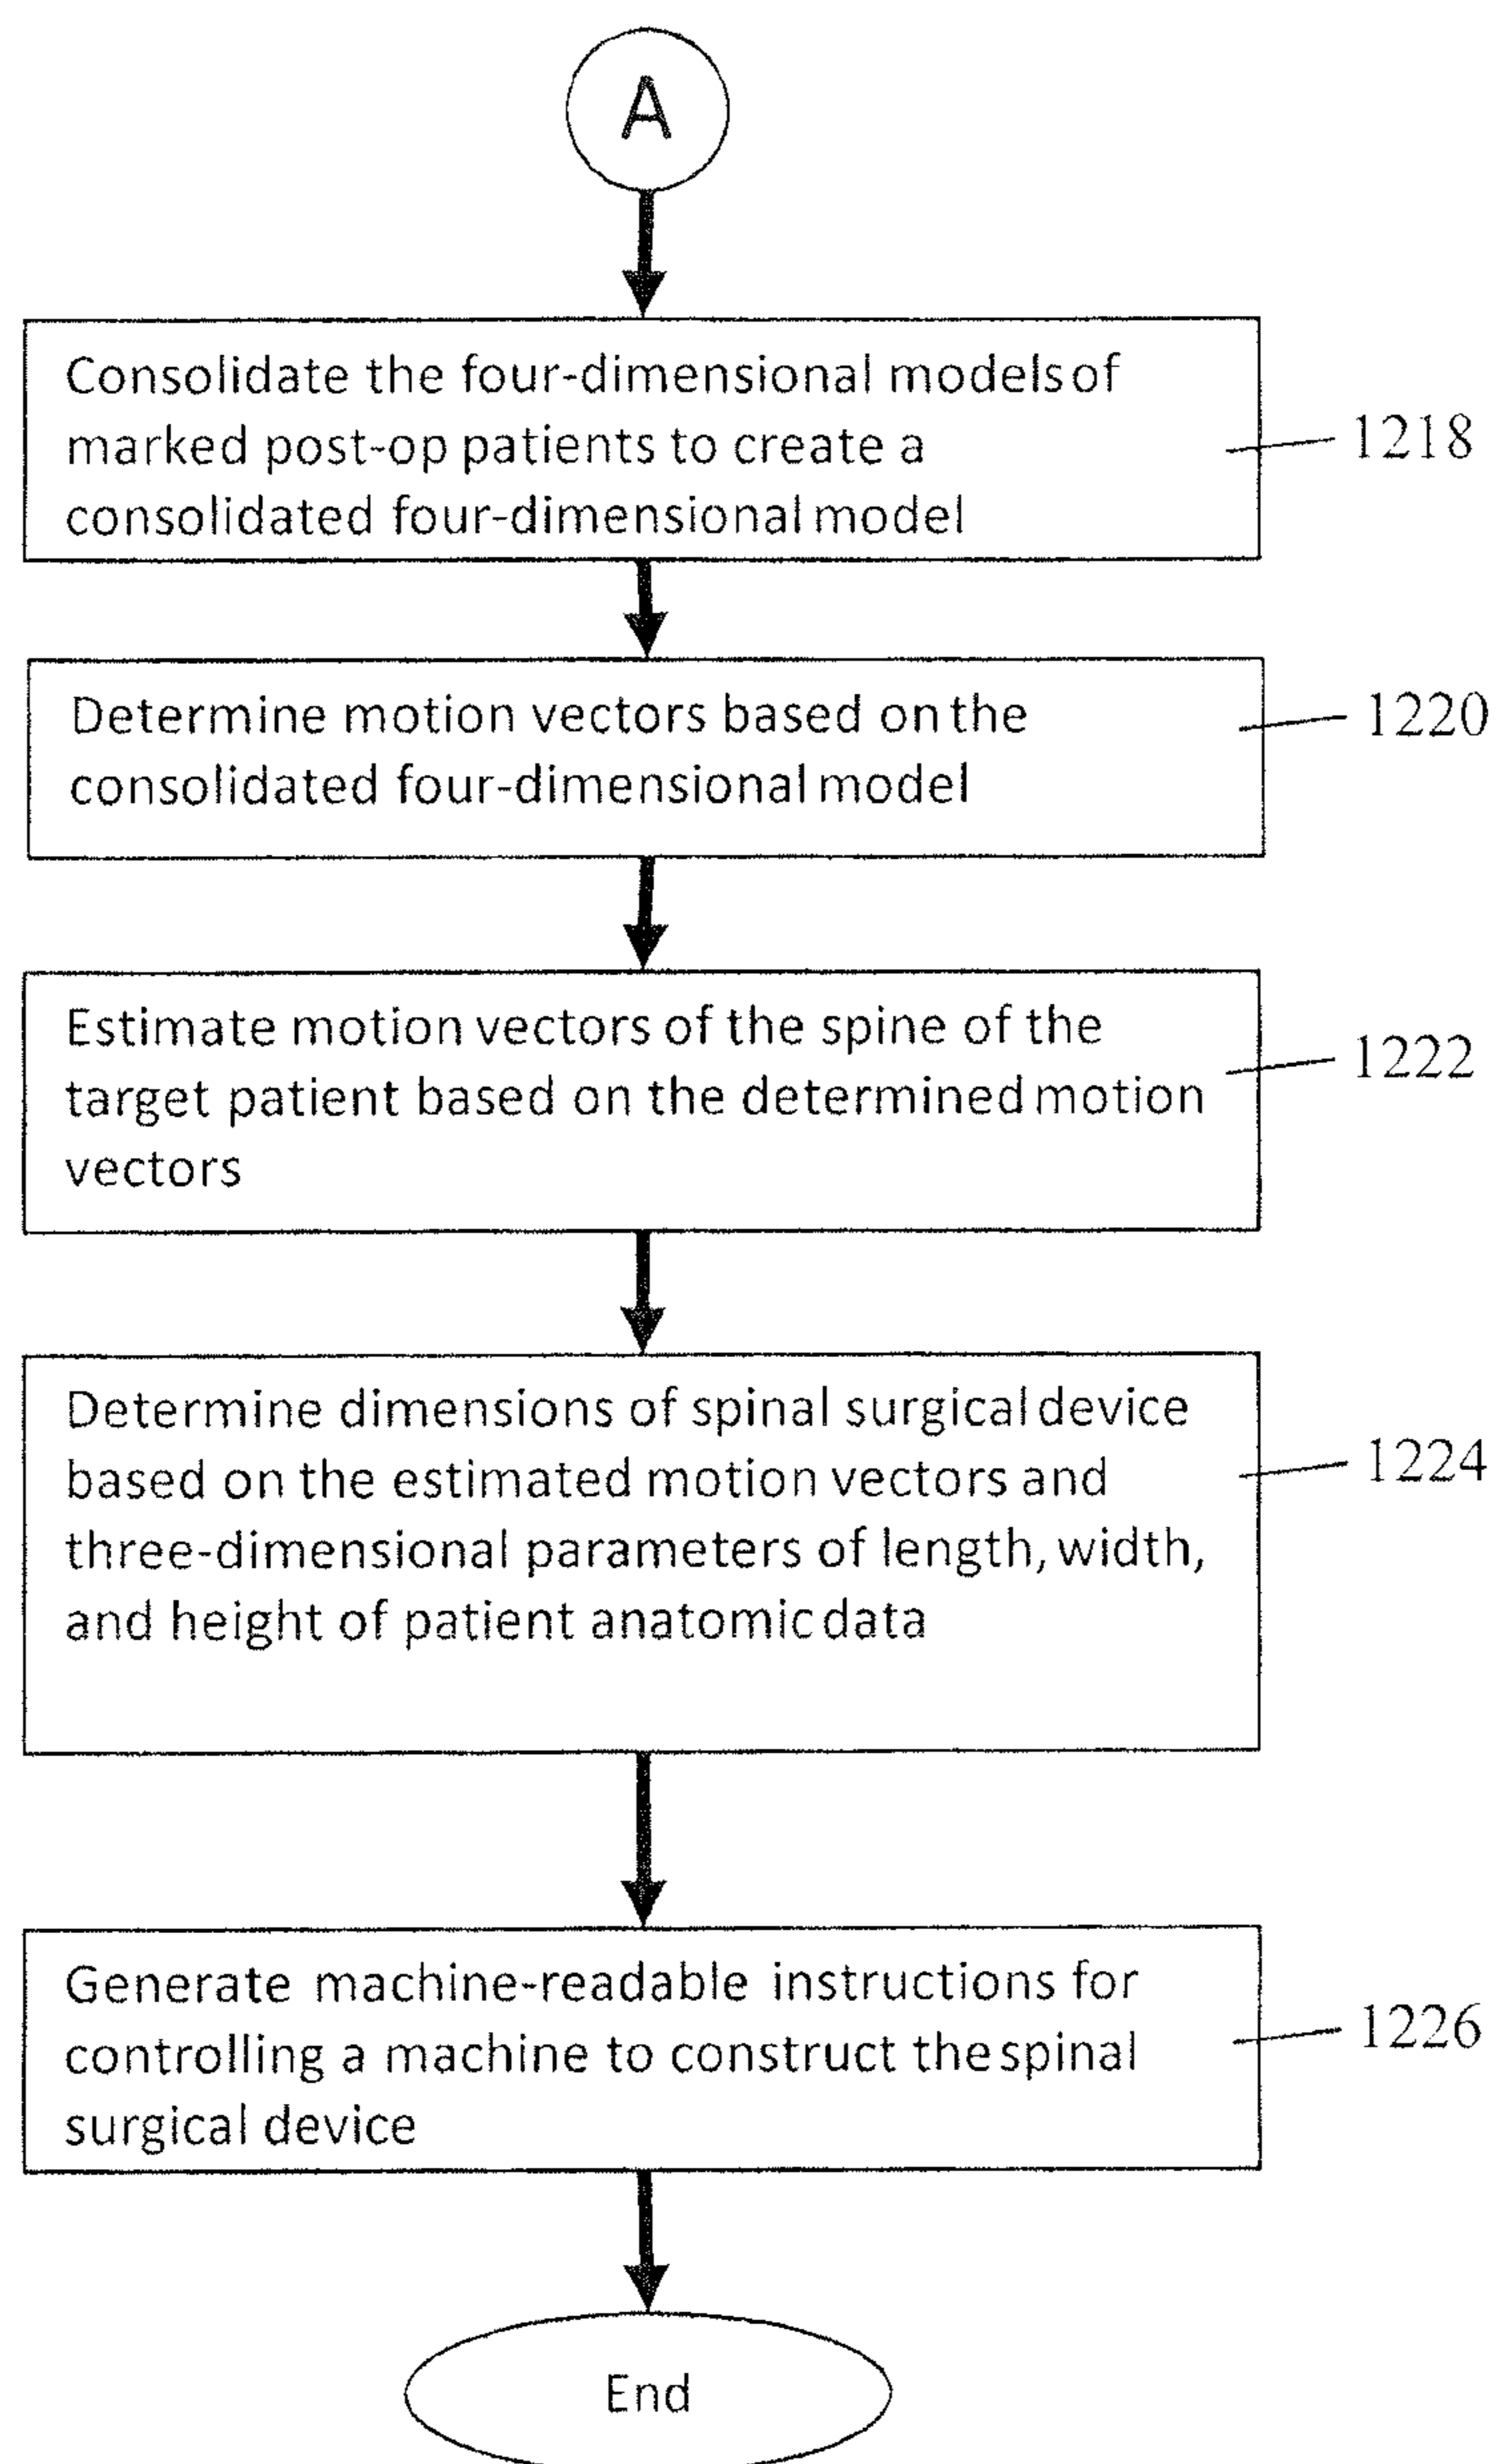 A
Consolidate the four-dimensional models of
marked post-op patients to create a
consolidated four-dimensional model
1218
Determine motion vectors based on the
consolidated four-dimensional model
1220
Estimate motion vectors of the spine of the
target patient based on the determined motion
vectors
1222
Determine dimensions of spinal surgical device
based on the estimated motion vectors and
three-dimensional parameters of length, width,
and height of patient anatomic data
1224
Generate machine-readable instructions for
controlling a machine to construct the spinal
surgical device
1226
End